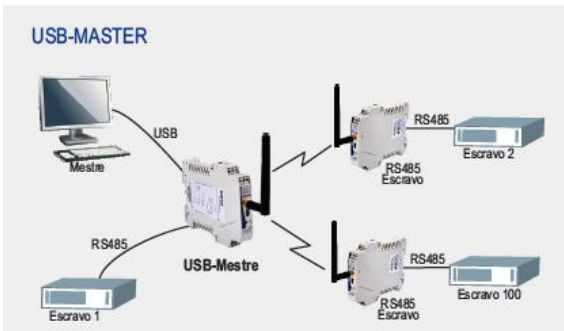 USB-MASTER
USB
Mestre
RS485
Escravo 1
USB-Mestre
RS485
RS485
Escravo
Escravo 2
RS485
RS485
Escravo
Escravo 100